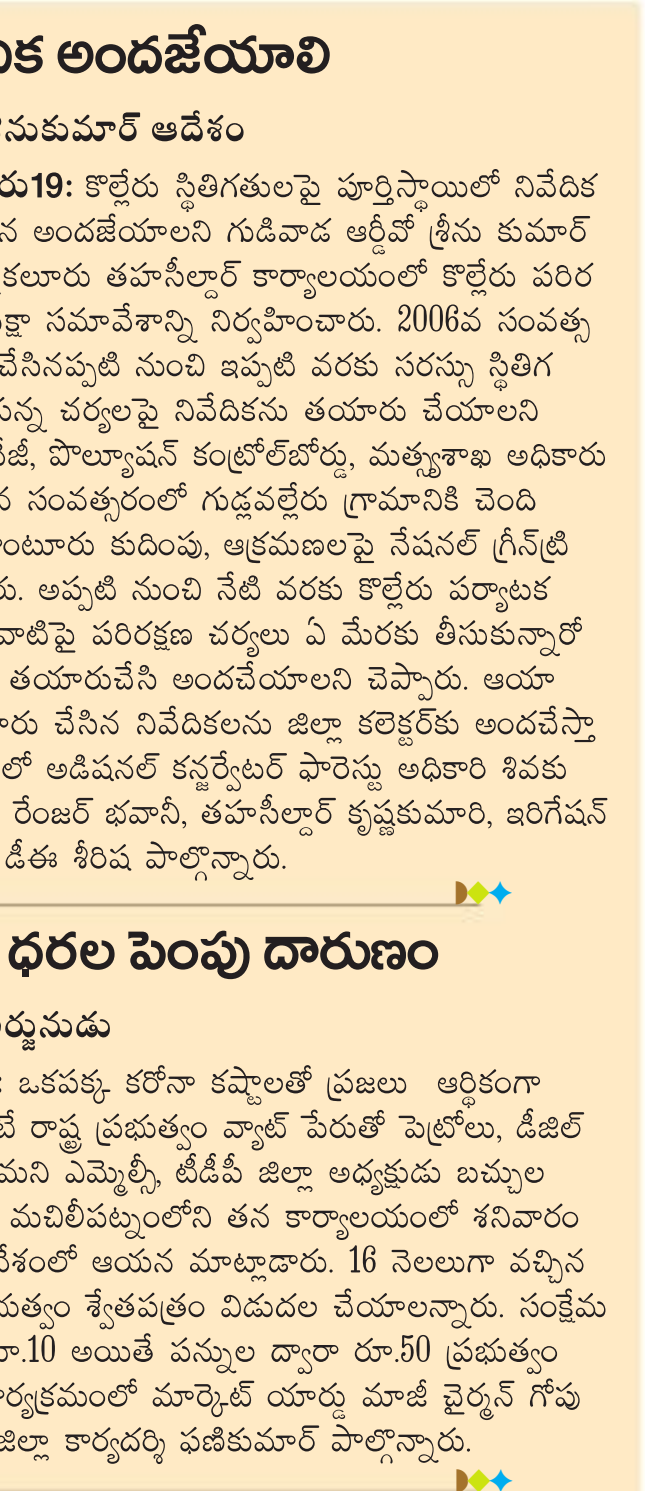 అందజేయాలి
ఆదేశం
19: కొల్లేరు స్థితిగతులపై పూర్తిస్థాయిలో నివేదిక
అందజేయాలని గుడివాడ ఆర్డీవో శ్రీను కుమార్
తహసీల్దార్ కార్యాలయంలో కొల్లేరు పరిర
సమావేశాన్ని నిర్వహించారు. 2006వ సంవత్స
చేసినప్పటి నుంచి ఇప్పటి వరకు సరస్సు స్థితిగ
చర్యలపై నివేదికను తయారు చేయాలని
పొల్యూషన్ కంట్రోల్‌బోర్డు, మత్స్యశాఖ అధికారు
సంవత్సరంలో గుడ్లవల్లేరు గ్రామానికి చెంది
కుదింపు, ఆక్రమణలపై నేషనల్ గ్రీన్‌ట్రి
రు. అప్పటి నుంచి నేటి వరకు కొల్లేరు పర్యాటక
వాటిపై పరిరక్షణ చర్యలు ఏ మేరకు తీసుకున్నారో
తయారుచేసి అందచేయాలని చెప్పారు. ఆయా
చేసిన నివేదికలను జిల్లా కలెక్టర్‌కు అందచేస్తా
లో అడిషనల్ కన్జర్వేటర్ ఫారెస్టు అధికారి శివకు
రేంజర్ భవానీ, తహసీల్దార్ కృష్ణకుమారి, ఇరిగేషన్
డీఈ శీరిష పాల్గొన్నారు.
ధరల పెంపు దారుణం
ర్జునుడు
: ఒకపక్క కరోనా కష్టాలతో ప్రజలు ఆర్థికంగా
రాష్ట్ర ప్రభుత్వం వ్యాట్ పేరుతో పెట్రోలు, డీజిల్
మని ఎమ్మెల్సీ, టీడీపీ జిల్లా అధ్యక్షుడు బచ్చుల
మచిలీపట్నంలోని తన కార్యాలయంలో శనివారం
ఆయన మాట్లాడారు. 16 నెలలుగా వచ్చిన
శ్వేతపత్రం విడుదల చేయాలన్నారు. సంక్షేమ
.10 అయితే పన్నుల ద్వారా రూ.50 ప్రభుత్వం
మార్కెట్ యార్డు మాజీ చైర్మన్ గోపు
జిల్లా కార్యదర్శి ఫణికుమార్ పాల్గొన్నారు.